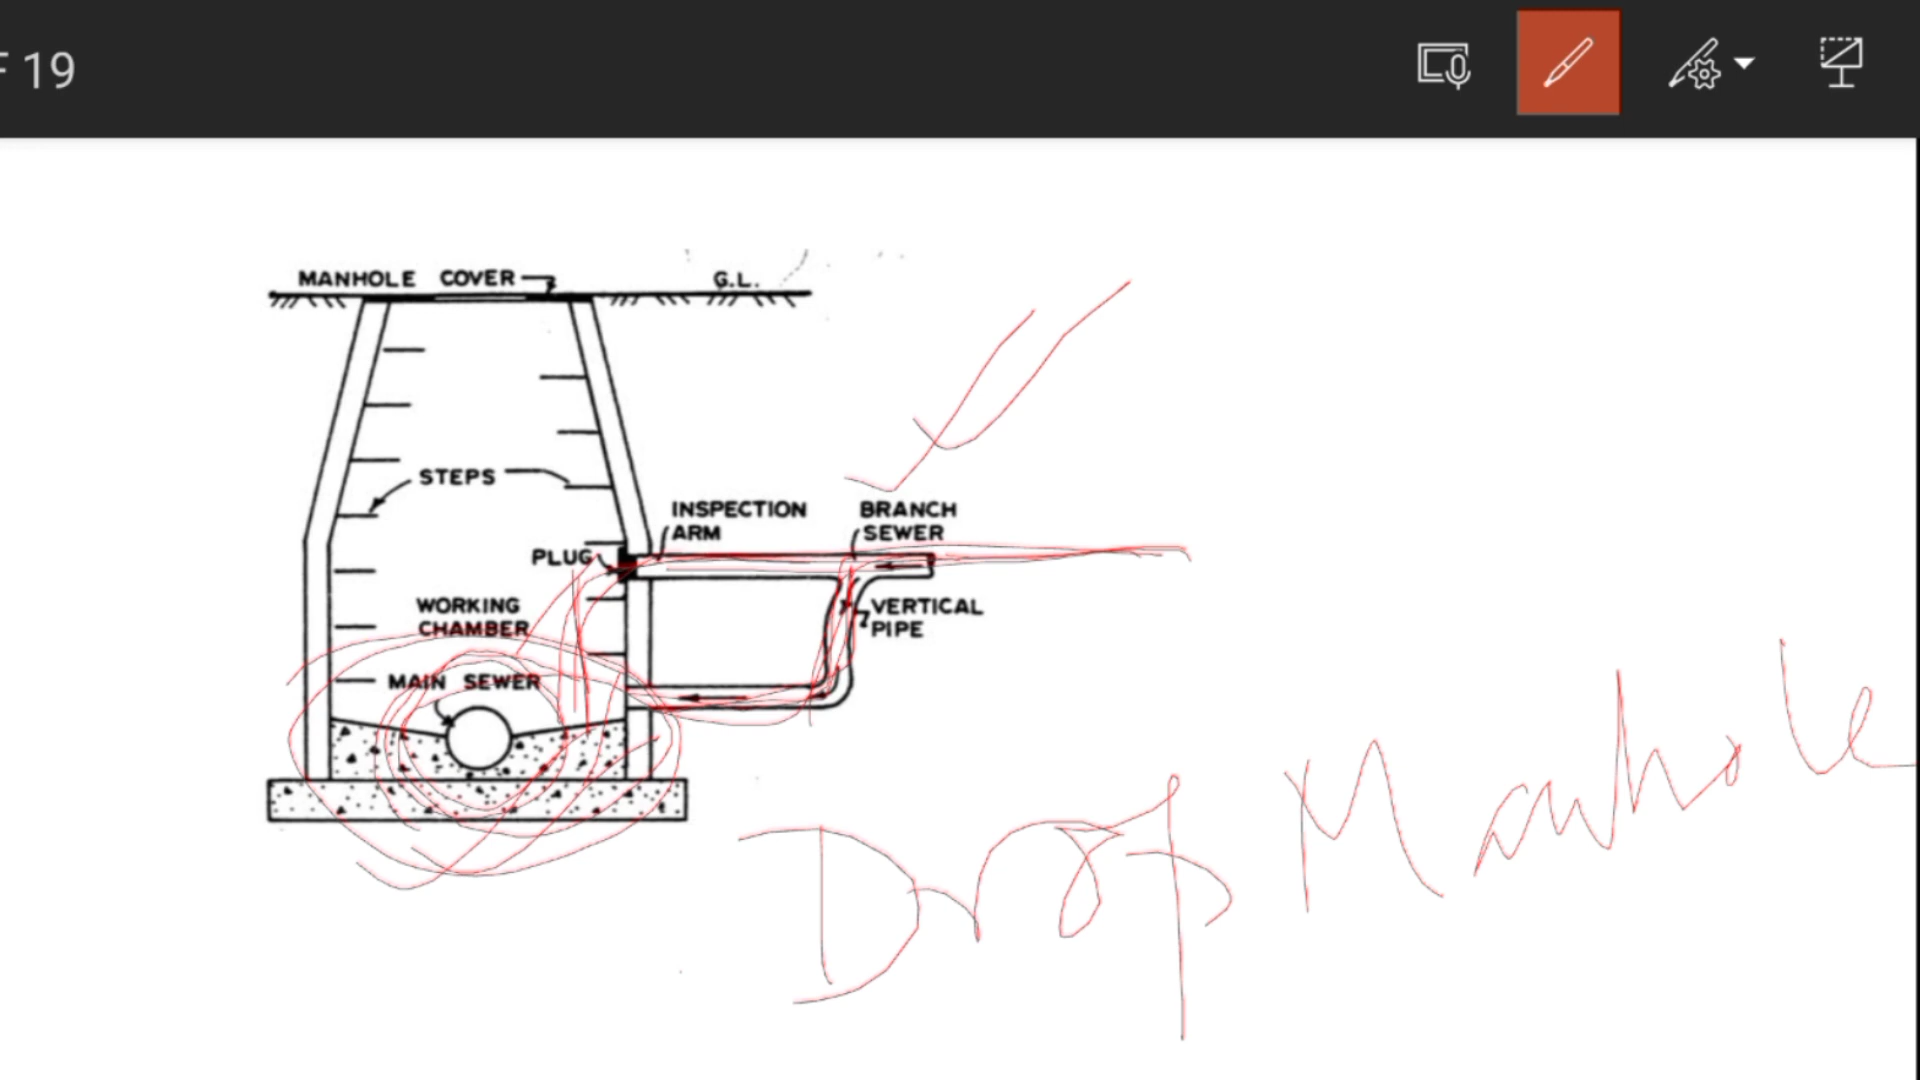 F 19
MANHOLE COVER
G.L.
STEPS
INSPECTION
ARM
BRANCH
SEWER
PLUG
WORKING
CHAMBER
VERTICAL
PIPE
MAIN SEWER
Drop Manhole